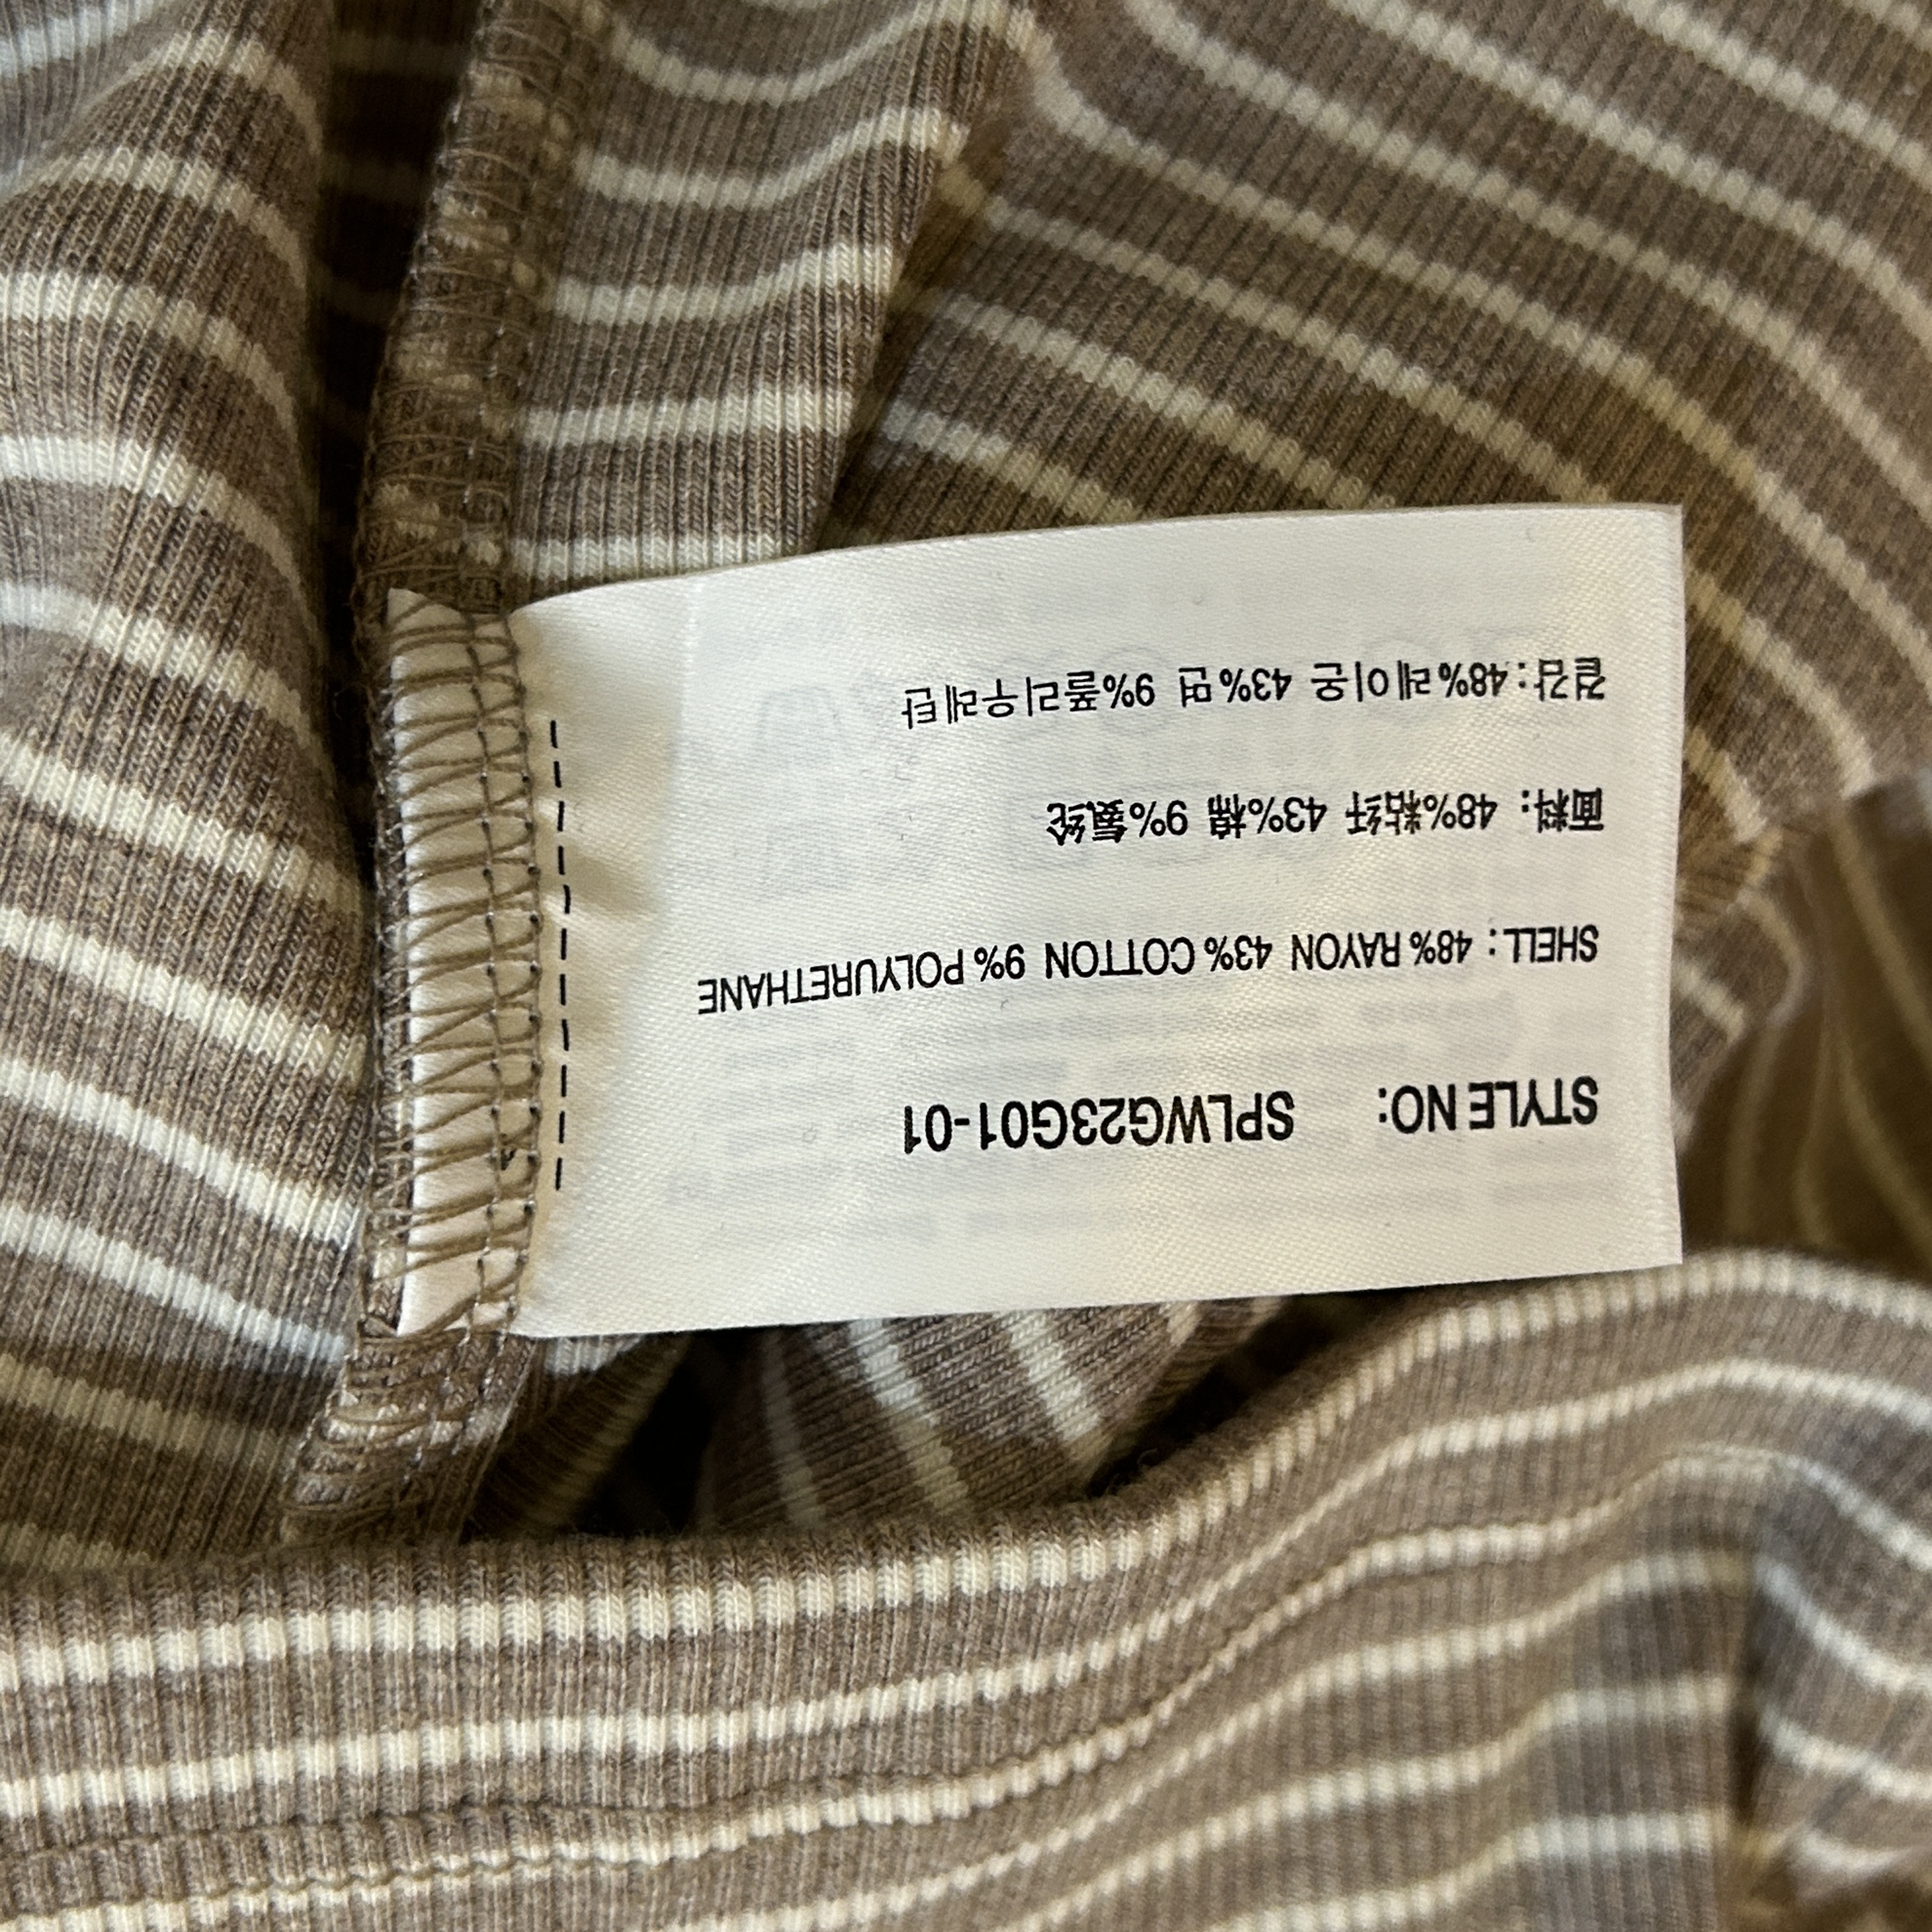 STYLE NO: SPLWG23G01-01
SHELL: 48% RAYON 43% COTTON 9% POLYURETHANE
面料: 48%粘纤 43%棉 9%氨纶
겉감:48%레이온 43%면 9%폴리우레탄